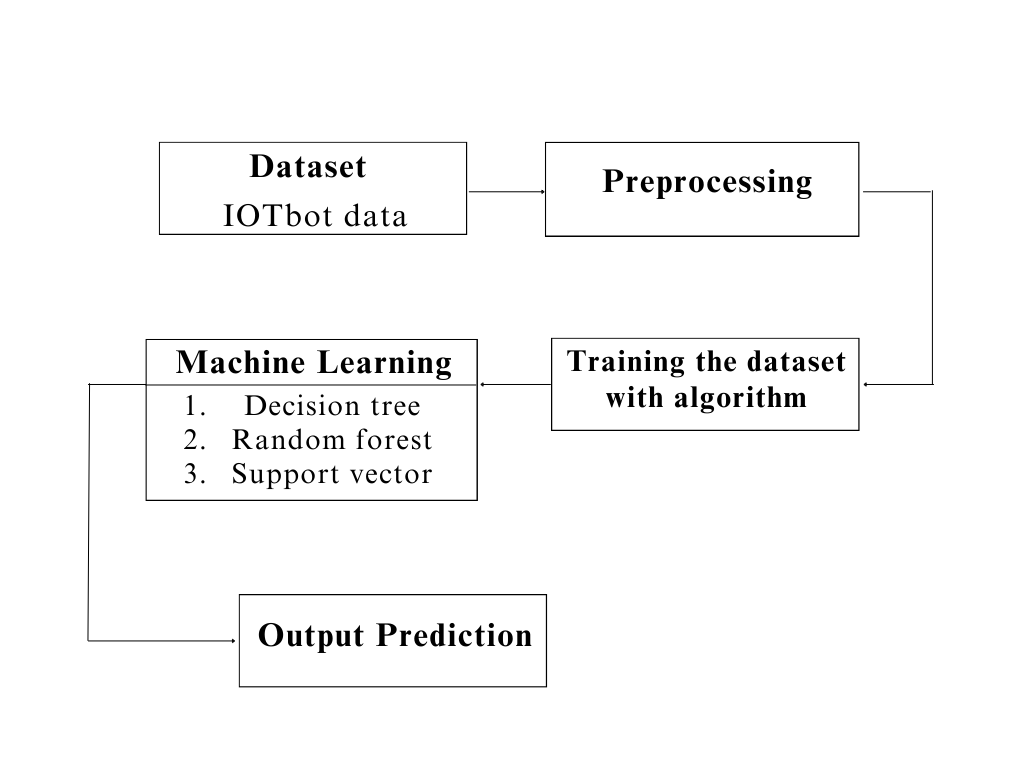 Dataset
IOTbot data
Preprocessing
Training the dataset
with algorithm
Machine Learning
1. Decision tree
2. Random forest
3. Support vector
Output Prediction